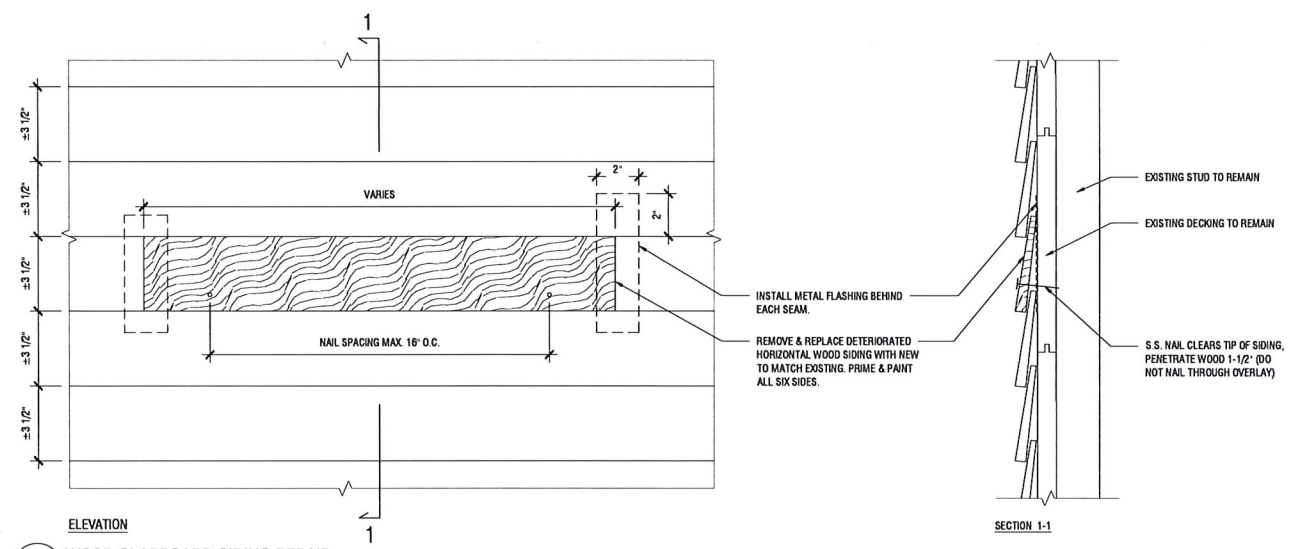 1
±3 1/2"
±3 1/2"
±3 1/2"
±3 1/2"
±3 1/2"
VARIES
2"
2"
NAIL SPACING MAX. 16" O.C.
INSTALL METAL FLASHING BEHIND
EACH SEAM.
REMOVE & REPLACE DETERIORATED
HORIZONTAL WOOD SIDING WITH NEW
TO MATCH EXISTING. PRIME & PAINT
ALL SIX SIDES.
EXISTING STUD TO REMAIN
EXISTING DECKING TO REMAIN
S.S. NAIL CLEARS TIP OF SIDING,
PENETRATE WOOD 1-1/2" (DO
NOT NAIL THROUGH OVERLAY)
1
ELEVATION
SECTION 1-1